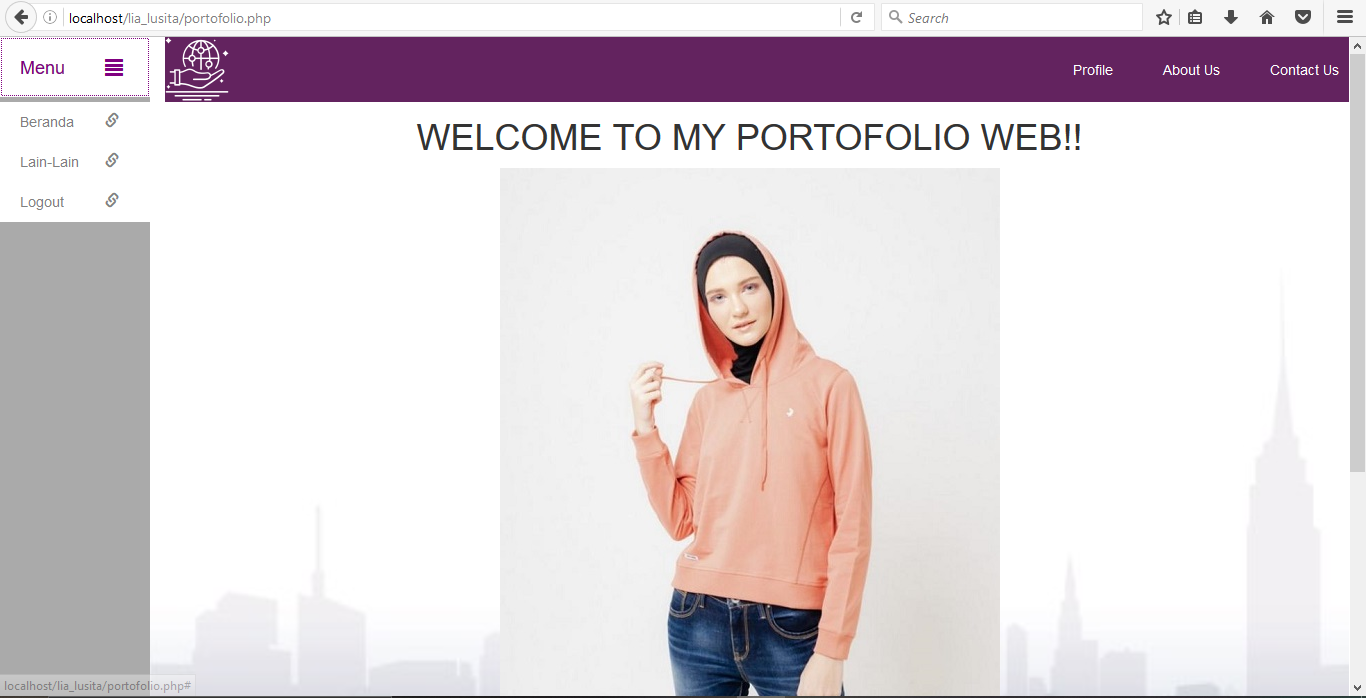 localhost/lia_lusita/portofolio.php
Search
Menu
Profile
About Us
Contact Us
Beranda
Lain-Lain
Logout
WELCOME TO MY PORTOFOLIO WEB!!
localhost/lia_lusita/portofolio.php#